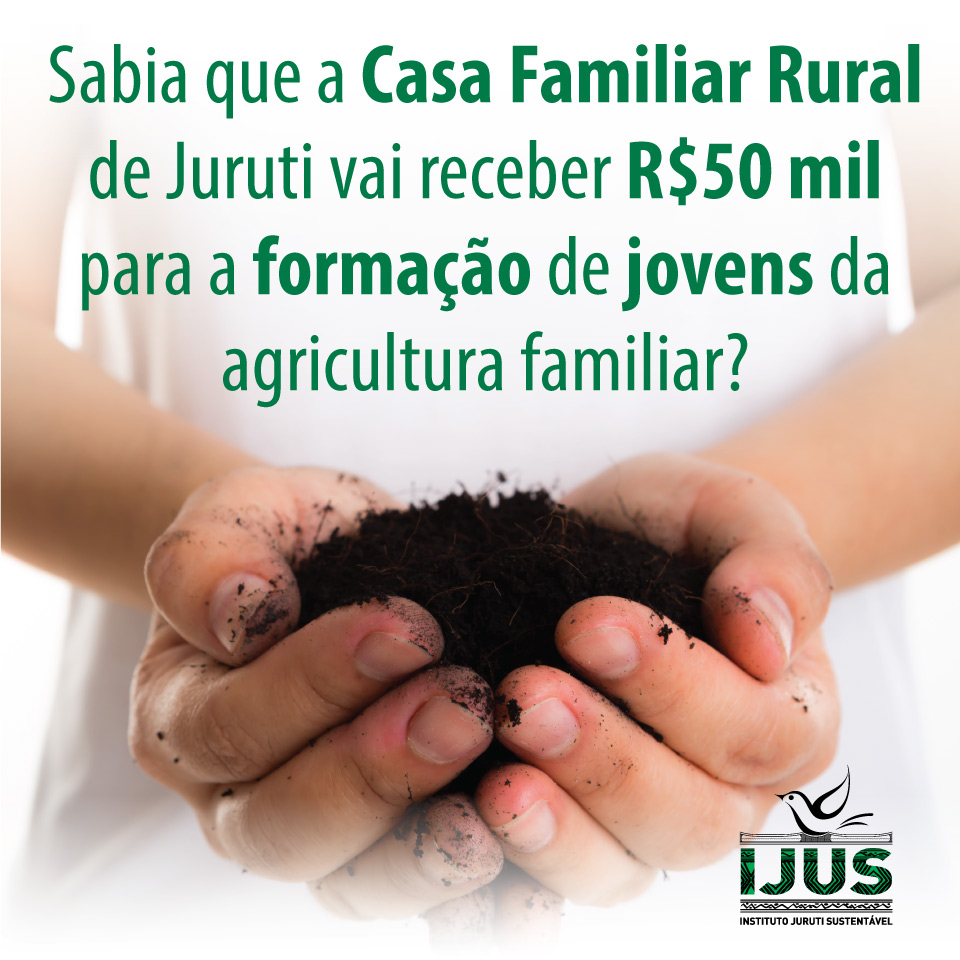 Sabia que a Casa Familiar Rural
de Juruti vai receber R$50 mil
para a formação de jovens da
agricultura familiar?
IJUS
INSTITUTO JURUTI SUSTENTÁVEL